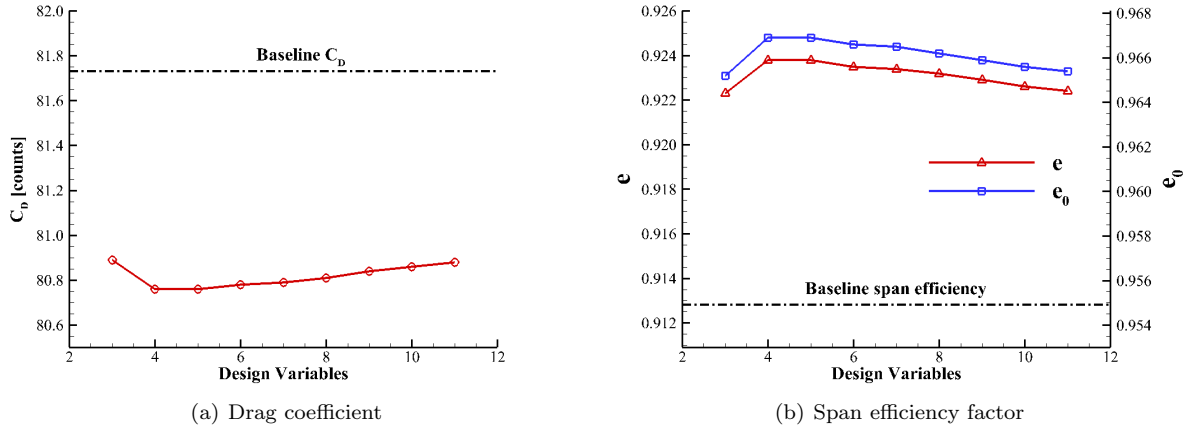 82.0
81.8
81.6
81.4
81.2
81.0
80.8
80.6
C_D [counts]
Baseline C_D
2 4 6 8 10 12
Design Variables
(a) Drag coefficient
0.926
0.924
0.922
0.920
0.918
0.916
0.914
0.912
e
e
e_0
Baseline span efficiency
0.968
0.966
0.964
0.962
0.960
0.958
0.956
0.954
e_0
2 4 6 8 10 12
Design Variables
(b) Span efficiency factor